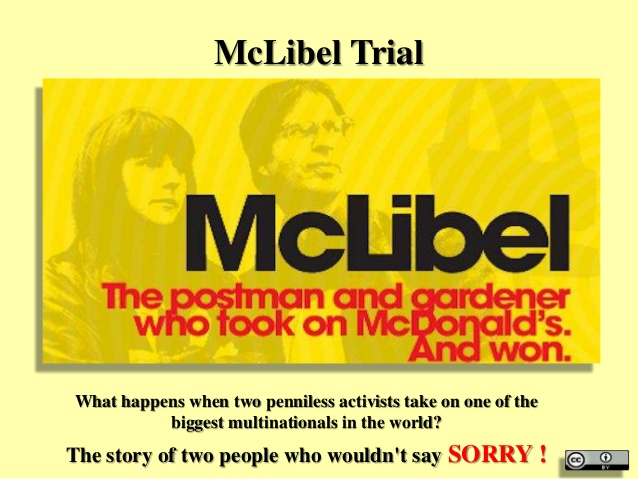 McLibel Trial
McLibel
The postman and gardener
who took on McDonald's.
And won.
What happens when two penniless activists take on one of the
biggest multinationals in the world?
The story of two people who wouldn't say SORRY !
cc
BY